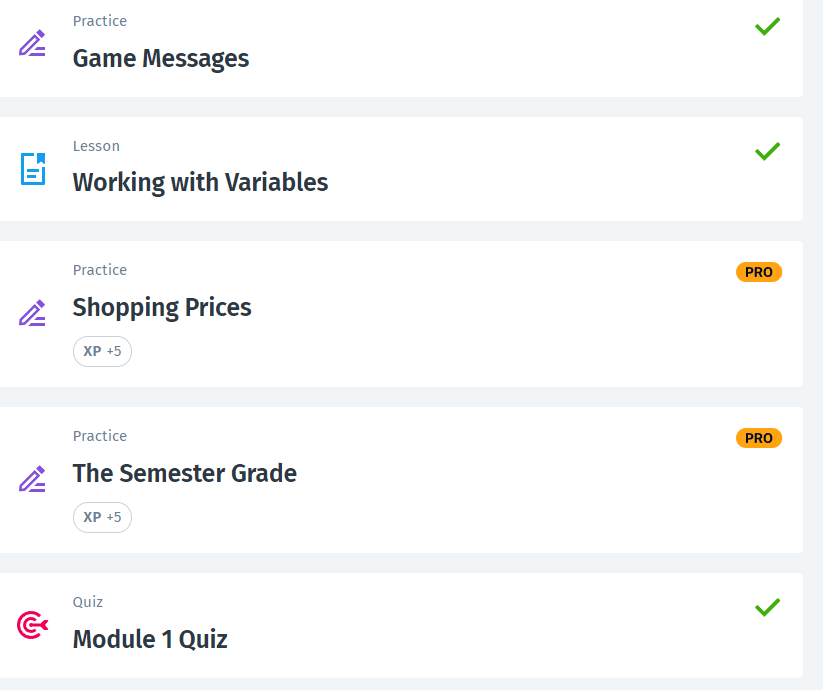 Practice
Game Messages
Lesson
Working with Variables
Practice
PRO
Shopping Prices
XP +5
Practice
PRO
The Semester Grade
XP +5
Quiz
Module 1 Quiz